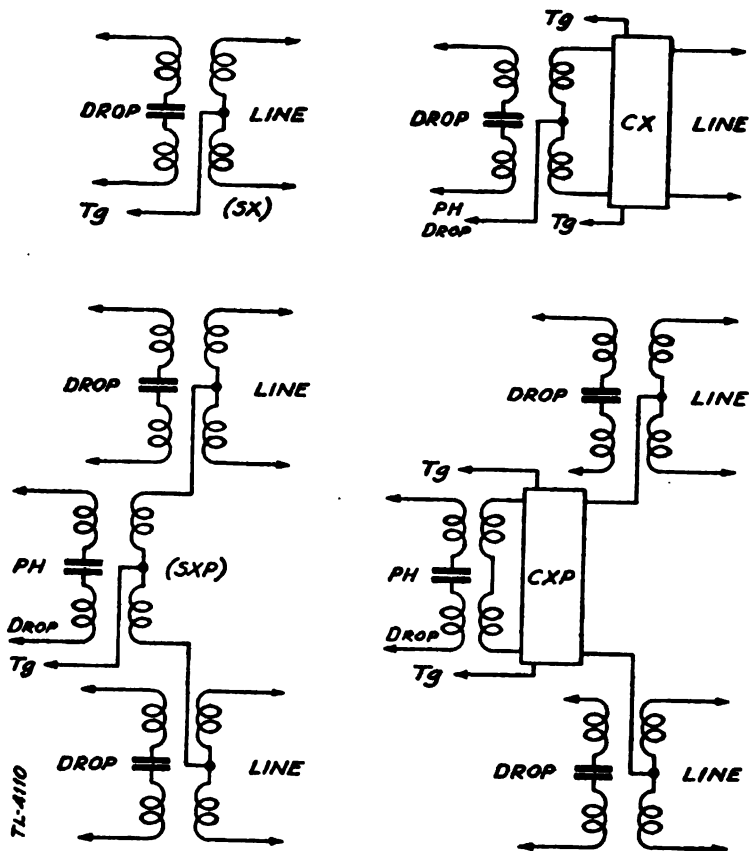 DROP
LINE
Tg
(SX)
Tg
DROP
CX
LINE
PH
DROP
Tg
DROP
LINE
PH
(SXP)
DROP
Tg
DROP
LINE
DROP
LINE
Tg
PH
CXP
DROP
Tg
DROP
LINE
TL-4110